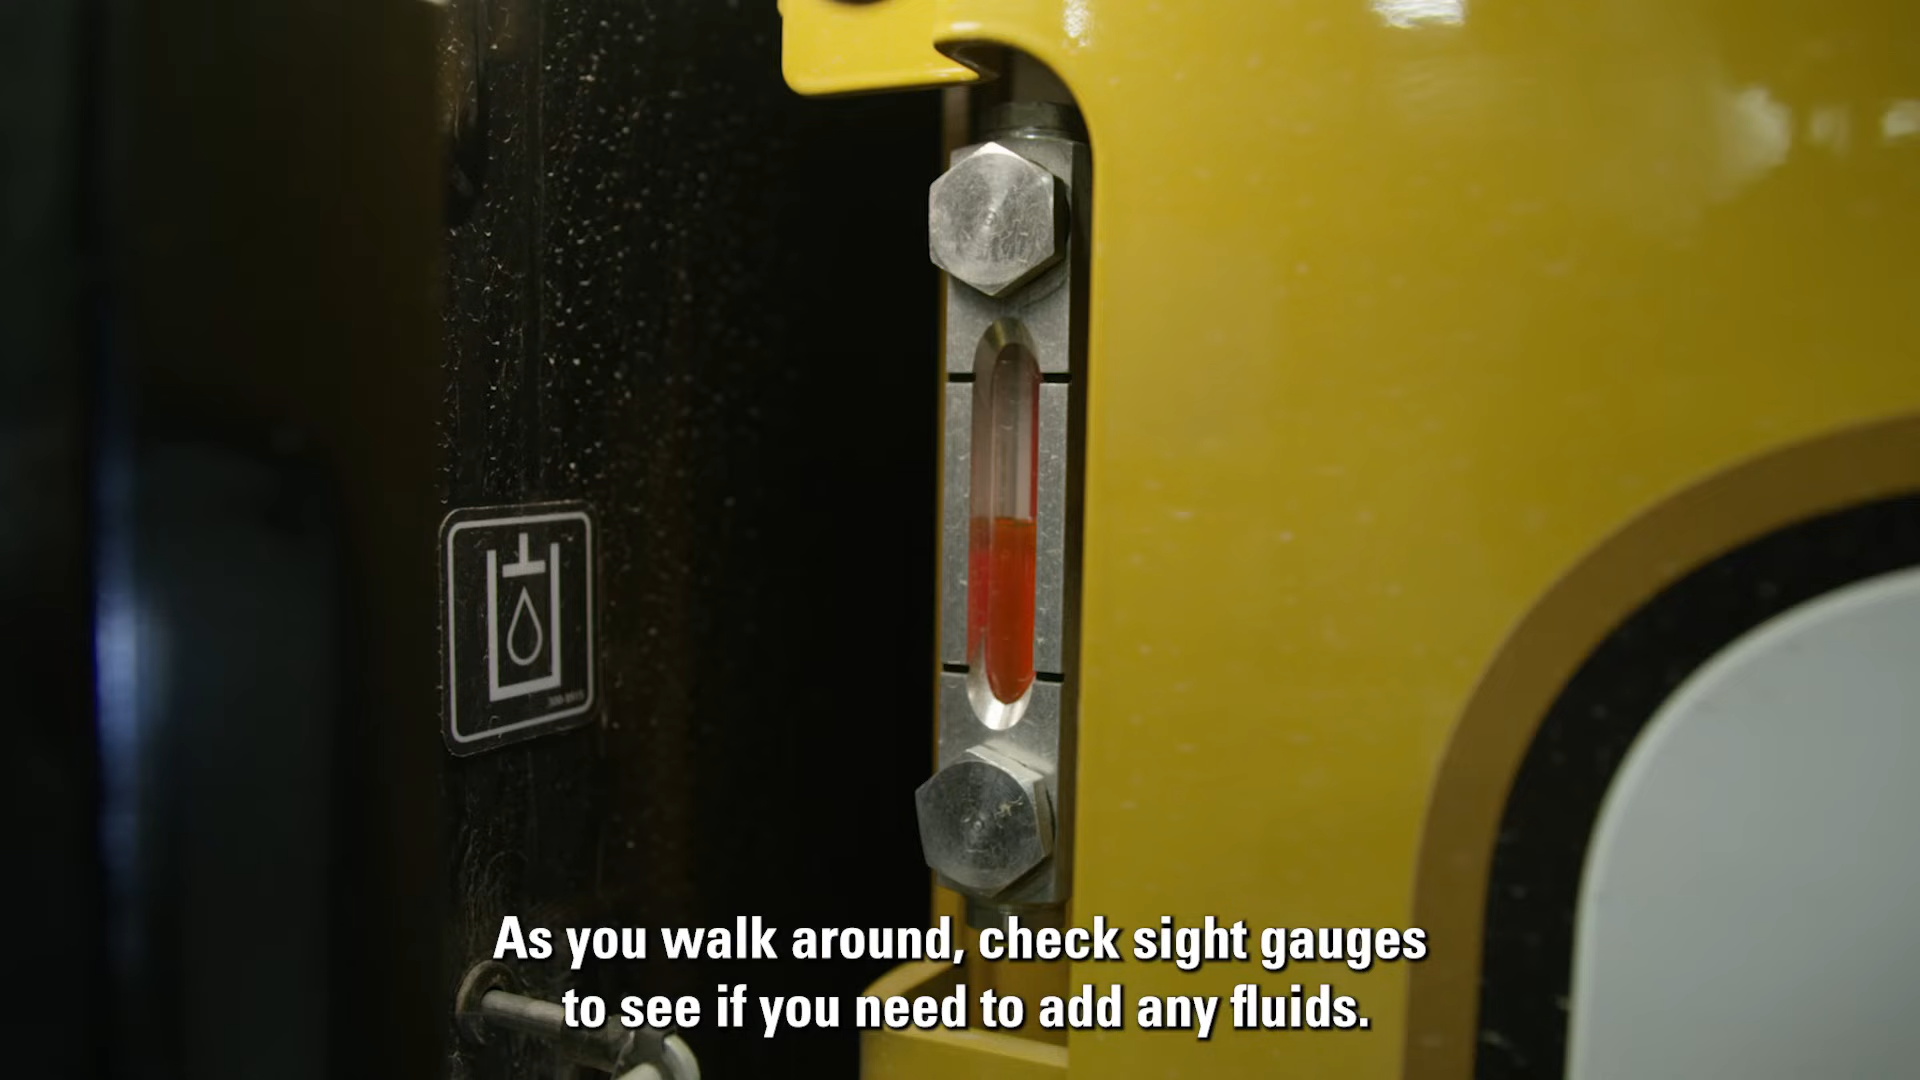 As you walk around, check sight gauges
to see if you need to add any fluids.